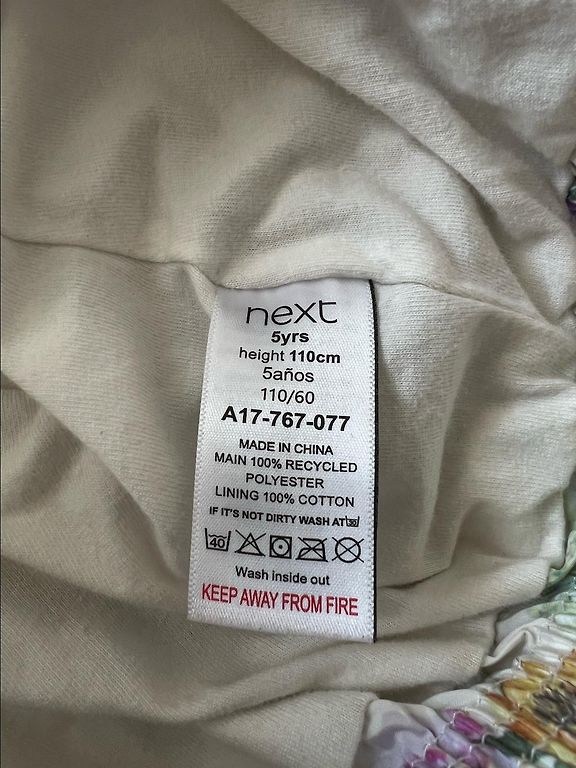 next
5yrs
height 110cm
5años
110/60
A17-767-077
MADE IN CHINA
MAIN 100% RECYCLED
POLYESTER
LINING 100% COTTON
IF IT'S NOT DIRTY WASH AT
40
Wash inside out
KEEP AWAY FROM FIRE